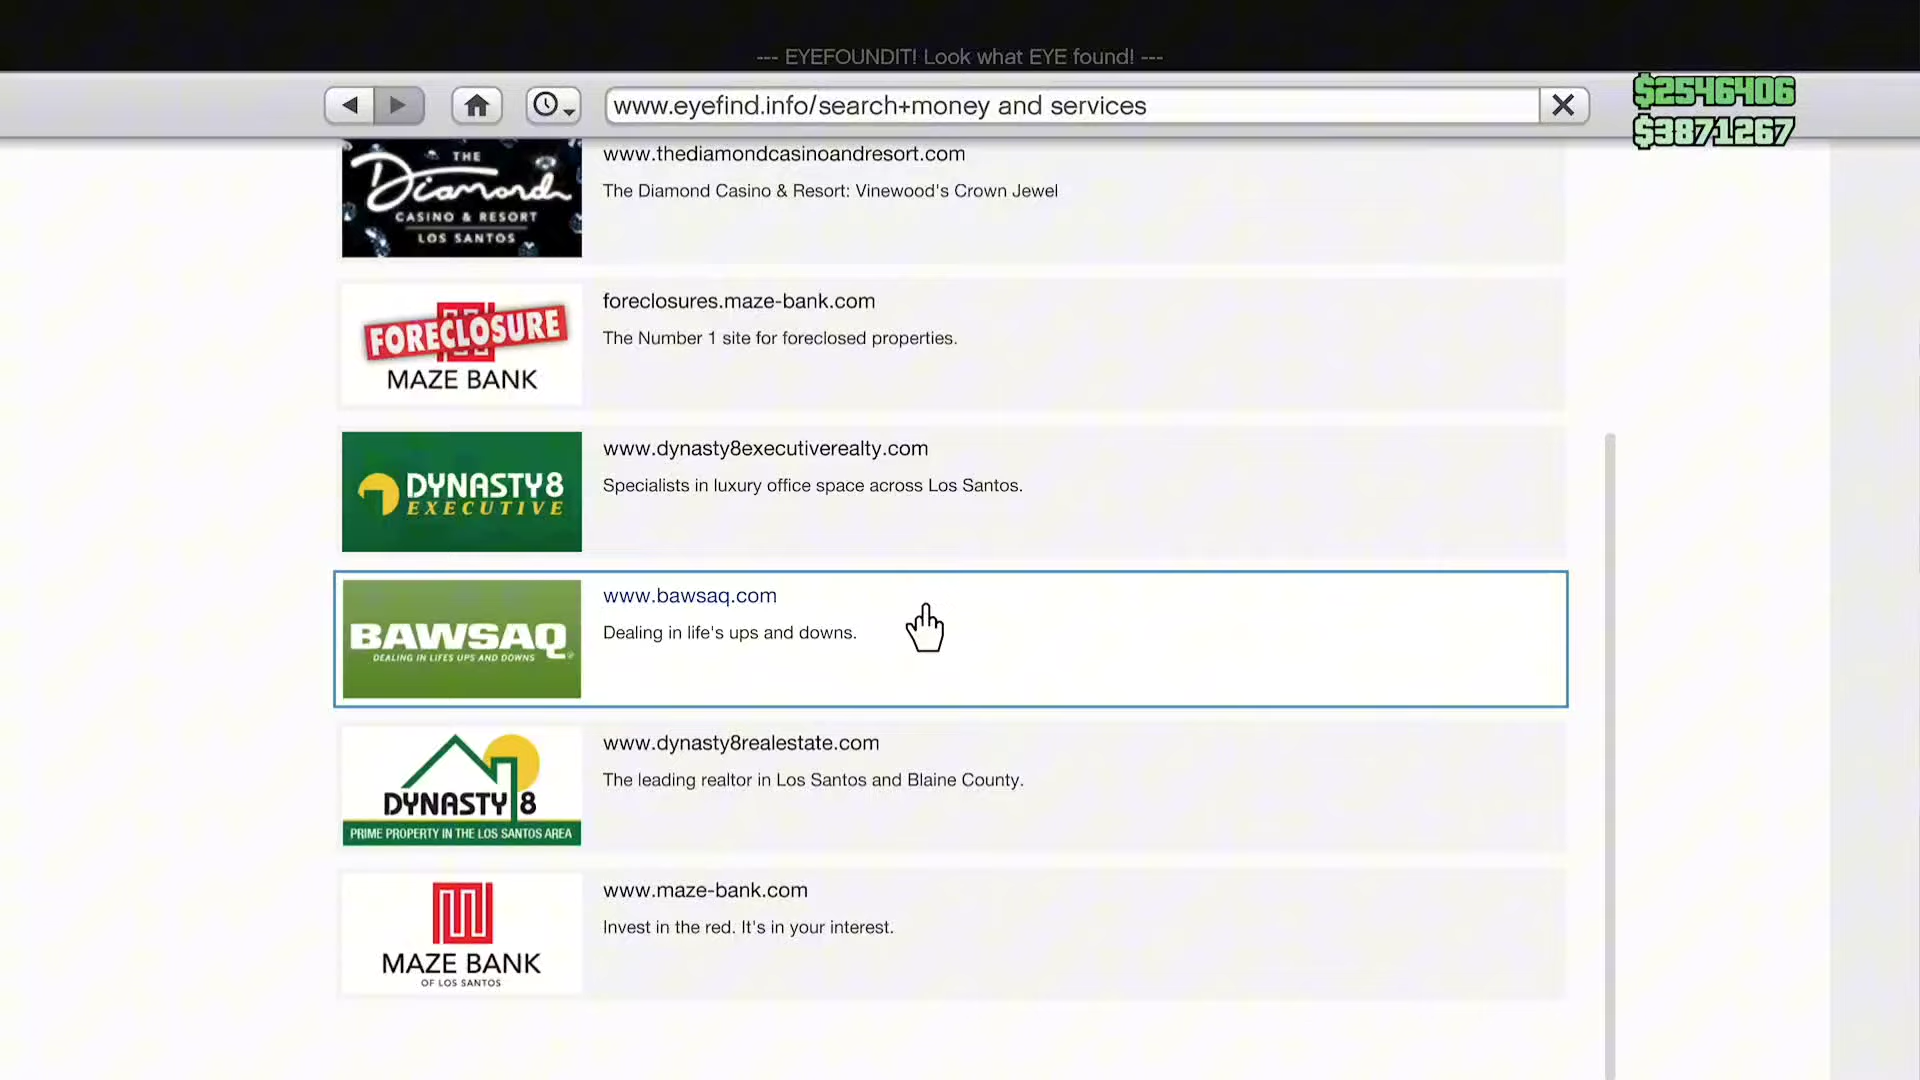 --- EYEFOUNDIT! Look what EYE found! ---
www.eyefind.info/search+money and services
$2546406
$3871267
THE
Diamond
CASINO & RESORT
LOS SANTOS
www.thediamondcasinoandresort.com
The Diamond Casino & Resort: Vinewood's Crown Jewel
FORECLOSURE
MAZE BANK
foreclosures.maze-bank.com
The Number 1 site for foreclosed properties.
DYNASTY8
EXECUTIVE
www.dynasty8executiverealty.com
Specialists in luxury office space across Los Santos.
BAWSAQ
DEALING IN LIFES UPS AND DOWNS
www.bawsaq.com
Dealing in life's ups and downs.
DYNASTY 8
PRIME PROPERTY IN THE LOS SANTOS AREA
www.dynasty8realestate.com
The leading realtor in Los Santos and Blaine County.
MAZE BANK
OF LOS SANTOS
www.maze-bank.com
Invest in the red. It's in your interest.